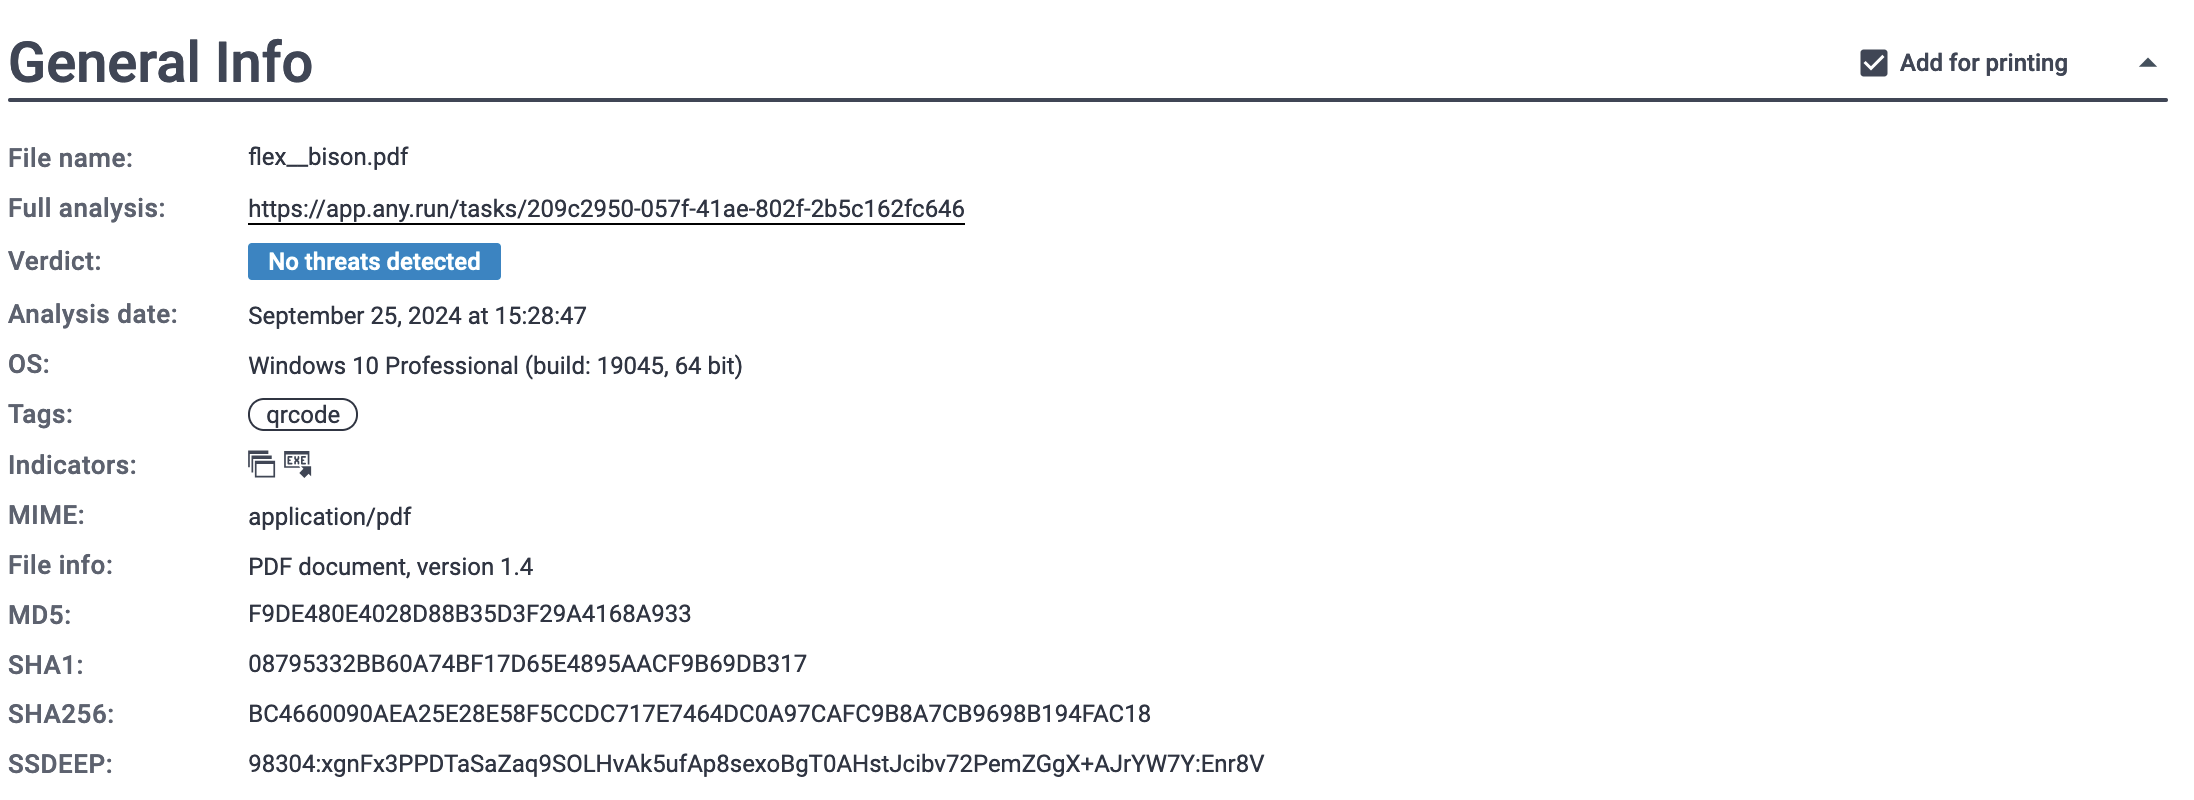 General Info
Add for printing
File name: flex__bison.pdf
Full analysis: https://app.any.run/tasks/209c2950-057f-41ae-802f-2b5c162fc646
Verdict: No threats detected
Analysis date: September 25, 2024 at 15:28:47
OS: Windows 10 Professional (build: 19045, 64 bit)
Tags: qrcode
Indicators: EXE
MIME: application/pdf
File info: PDF document, version 1.4
MD5: F9DE480E4028D88B35D3F29A4168A933
SHA1: 08795332BB60A74BF17D65E4895AACF9B69DB317
SHA256: BC4660090AEA25E28E58F5CCDC717E7464DC0A97CAFC9B8A7CB9698B194FAC18
SSDEEP: 98304:xgnFx3PPDTaSaZaq9SOLHvAk5ufAp8sexoBgT0AHstJcibv72PemZGgX+AJrYW7Y:Enr8V